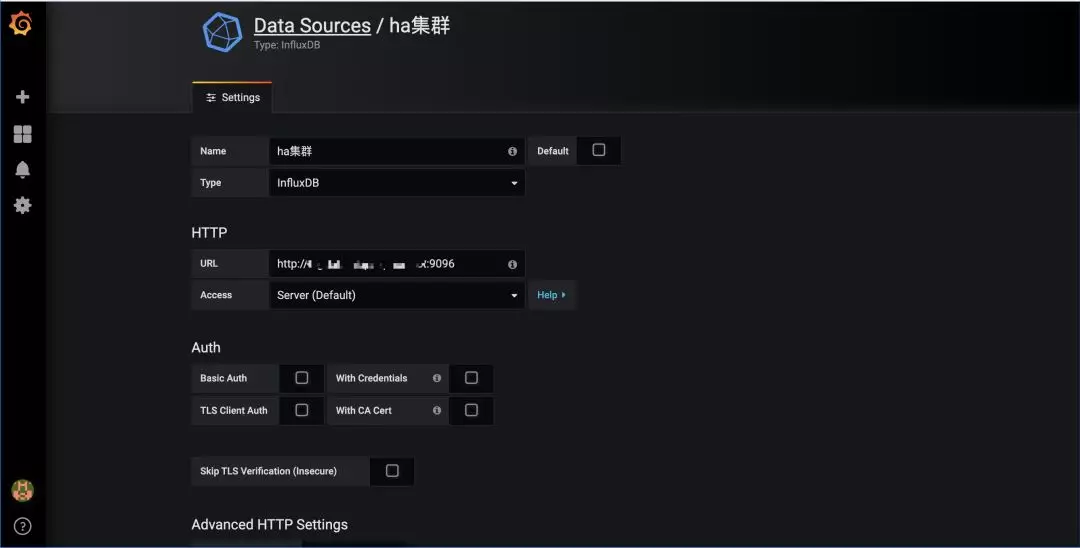 Data Sources / ha集群
Type: InfluxDB
Settings
Name ha集群 Default
Type InfluxDB
HTTP
URL http:// :9096
Access Server (Default) Help
Auth
Basic Auth With Credentials
TLS Client Auth With CA Cert
Skip TLS Verification (Insecure)
Advanced HTTP Settings